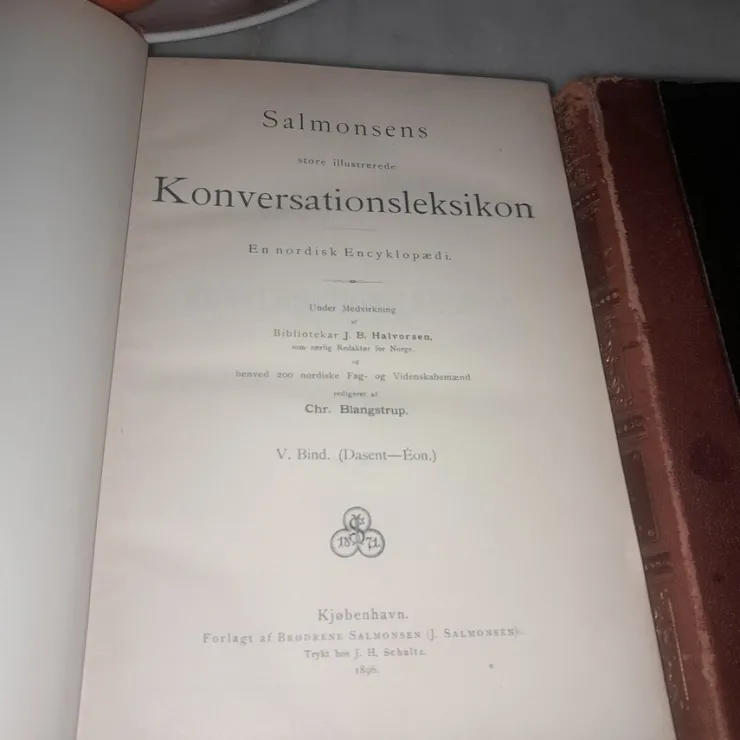 Salmonsens
store illustrerede
Konversationsleksikon
En nordisk Encyklopædi.
Under Medvirkning
af
Bibliotekar J. B. Halvorsen,
som særlig Redaktør for Norge,
og
henved 200 nordiske Fag- og Videnskabsmænd
redigeret af
Chr. Blangstrup.
V. Bind. (Dasent—Éon.)
18 71
Kjøbenhavn.
Forlagt af Brødrene Salmonsen (J. Salmonsen).
Trykt hos J. H. Schultz.
1896.